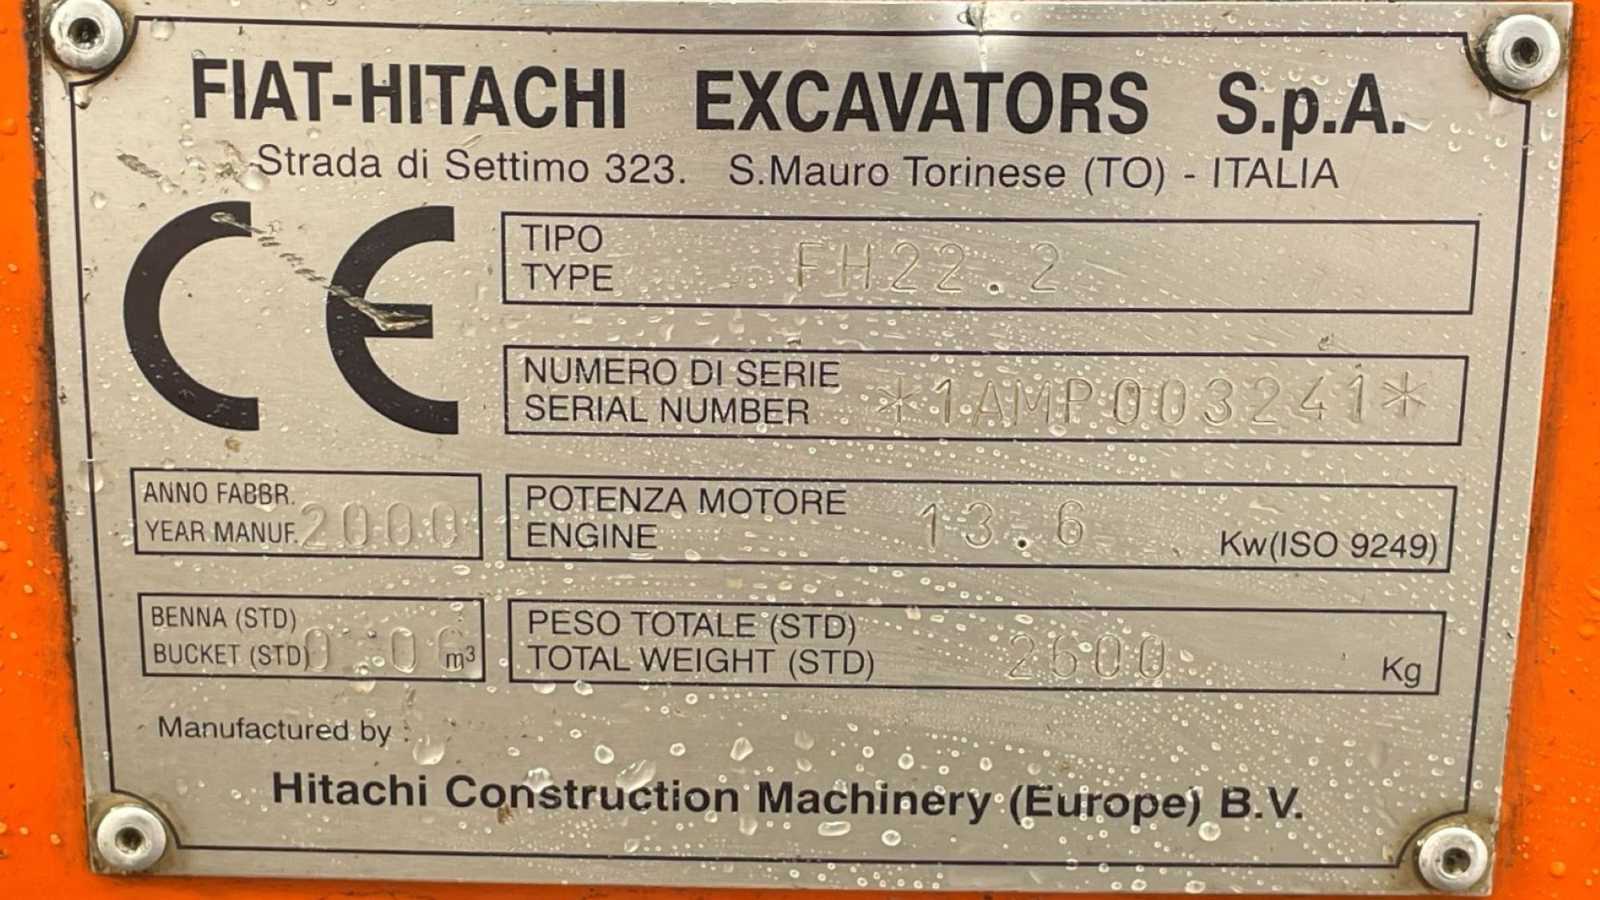 FIAT-HITACHI EXCAVATORS S.p.A.
Strada di Settimo 323. S.Mauro Torinese (TO) - ITALIA
CE
TIPO
TYPE FH22.2
NUMERO DI SERIE
SERIAL NUMBER *1AMP003241*
ANNO FABBR.
YEAR MANUF. 2000
POTENZA MOTORE
ENGINE 13.6 Kw(ISO 9249)
BENNA (STD)
BUCKET (STD) 0.06 m³
PESO TOTALE (STD)
TOTAL WEIGHT (STD) 2600 Kg
Manufactured by :
Hitachi Construction Machinery (Europe) B.V.